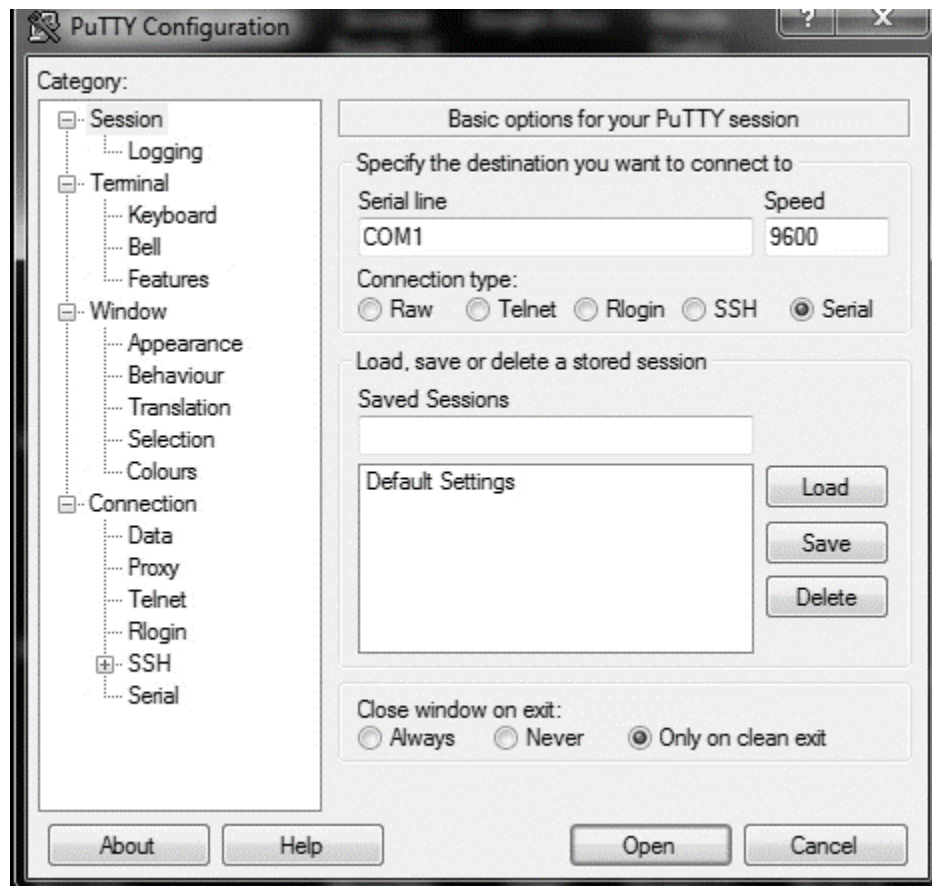 PuTTY Configuration
?
X
Category:
Session
Logging
Terminal
Keyboard
Bell
Features
Window
Appearance
Behaviour
Translation
Selection
Colours
Connection
Data
Proxy
Telnet
Rlogin
SSH
Serial
Basic options for your PuTTY session
Specify the destination you want to connect to
Serial line
Speed
COM1
9600
Connection type:
Raw Telnet Rlogin SSH Serial
Load, save or delete a stored session
Saved Sessions
Default Settings
Load
Save
Delete
Close window on exit:
Always Never Only on clean exit
About
Help
Open
Cancel